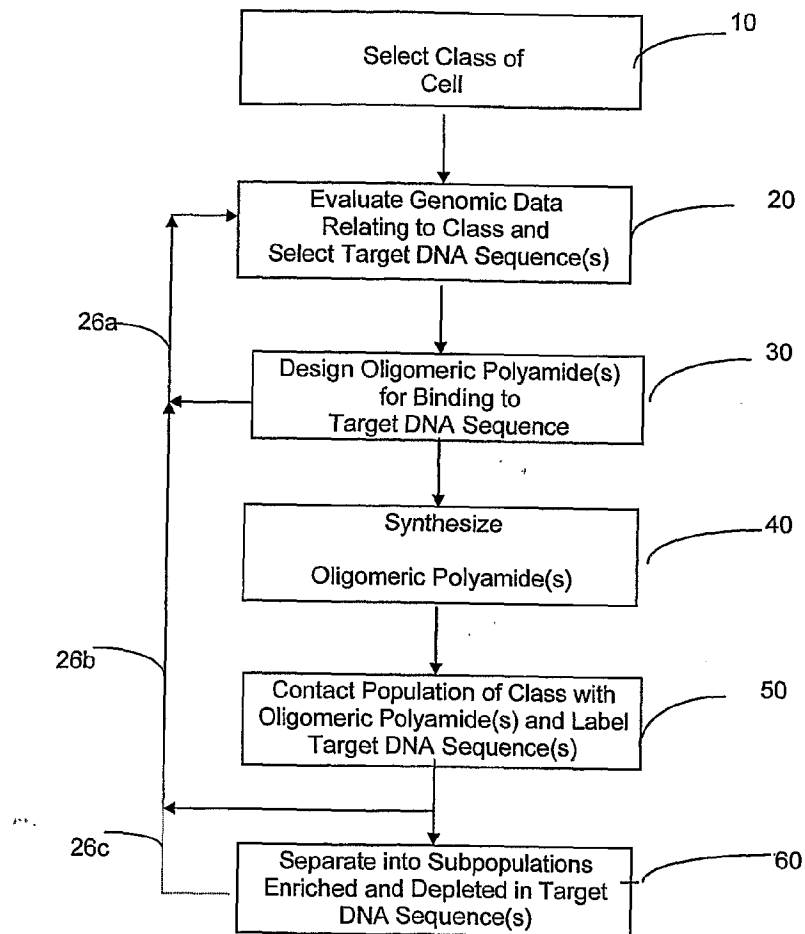 10
Select Class of
Cell
20
Evaluate Genomic Data
Relating to Class and
Select Target DNA Sequence(s)
26a
30
Design Oligomeric Polyamide(s)
for Binding to
Target DNA Sequence
40
Synthesize
Oligomeric Polyamide(s)
26b
50
Contact Population of Class with
Oligomeric Polyamide(s) and Label
Target DNA Sequence(s)
26c
60
Separate into Subpopulations
Enriched and Depleted in Target
DNA Sequence(s)